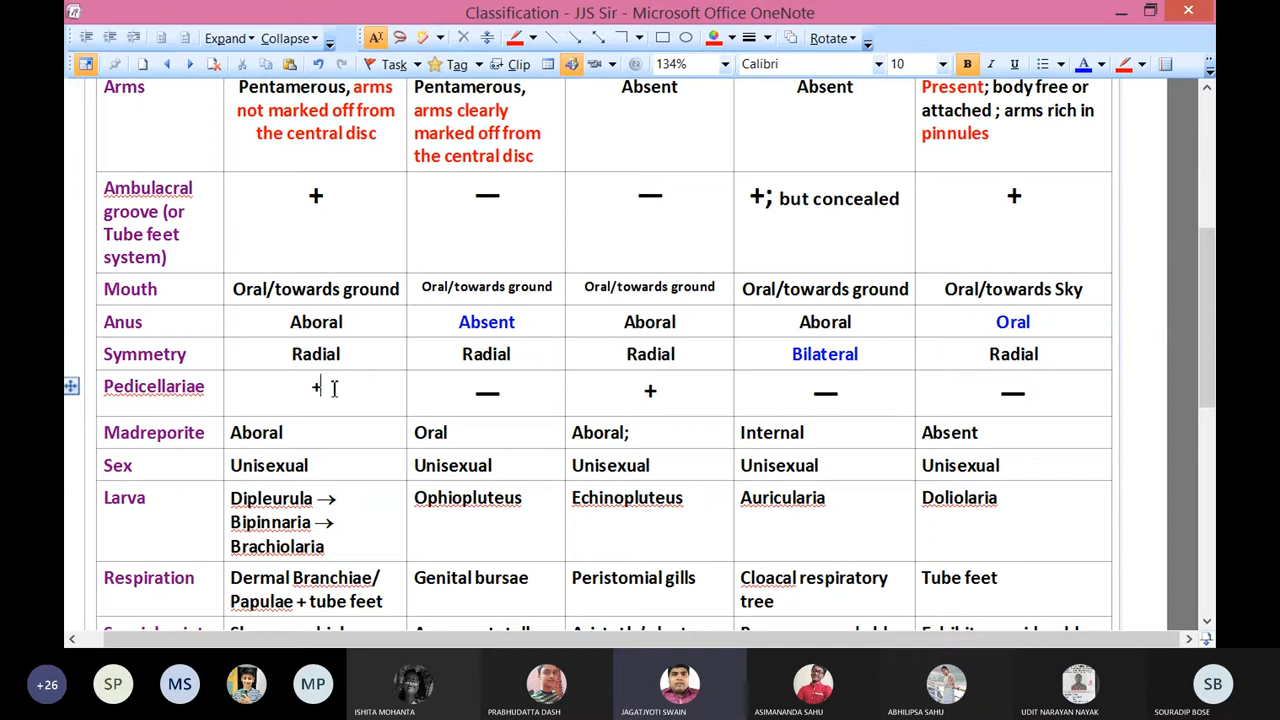 Classification - JJS Sir - Microsoft Office OneNote
Expand Collapse Rotate
Task Tag Clip 134% Calibri 10 B I U A
Arms Pentamerous, arms Pentamerous, Absent Absent Present; body free or
not marked off from arms clearly attached ; arms rich in
the central disc marked off from pinnules
the central disc
Ambulacral + — — +; but concealed +
groove (or
Tube feet
system)
Mouth Oral/towards ground Oral/towards ground Oral/towards ground Oral/towards ground Oral/towards Sky
Anus Aboral Absent Aboral Aboral Oral
Symmetry Radial Radial Radial Bilateral Radial
Pedicellariae + — + — —
Madreporite Aboral Oral Aboral; Internal Absent
Sex Unisexual Unisexual Unisexual Unisexual Unisexual
Larva Dipleurula → Ophiopluteus Echinopluteus Auricularia Doliolaria
Bipinnaria →
Brachiolaria
Respiration Dermal Branchiae/ Genital bursae Peristomial gills Cloacal respiratory Tube feet
Papulae + tube feet tree
+26 SP MS MP SB
ISHITA MOHANTA PRABHUDATTA DASH JAGATJYOTI SWAIN ASIMANANDA SAHU ABHILIPSA SAHU UDIT NARAYAN NAYAK SOURADIP BOSE